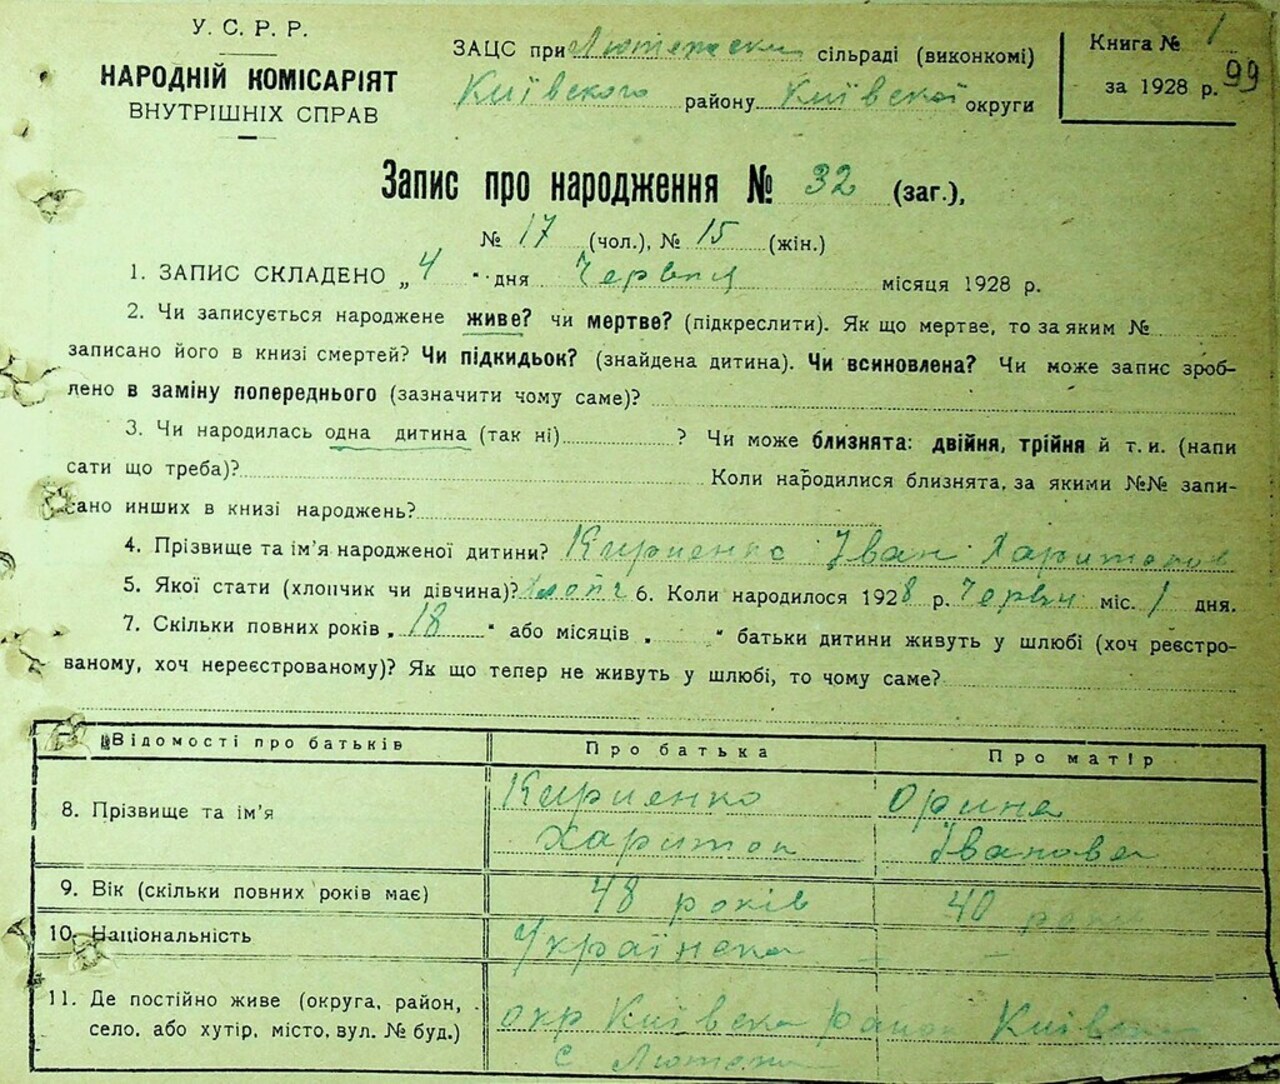 У. С. Р. Р.
НАРОДНІЙ КОМІСАРІЯТ
ВНУТРІШНІХ СПРАВ
ЗАЦС при сільраді (виконкомі)
Київского району Київскої округи
Книга № 1
за 1928 р. 99
Запис про народження № 32 (заг.),
№ 17 (чол.), № 15 (жін.)
1. ЗАПИС СКЛАДЕНО „ 4 " дня Червня місяця 1928 р.
2. Чи записується народжене живе? чи мертве? (підкреслити). Як що мертве, то за яким №
записано його в книзі смертей? Чи підкидьок? (знайдена дитина). Чи всиновлена? Чи може запис зроб-
лено в заміну попереднього (зазначити чому саме)?
3. Чи народилась одна дитина (так ні) ? Чи може близнята: двійня, трійня й т. и. (напи
сати що треба)? Коли народилися близнята, за якими №№ запи-
сано инших в книзі народжень?
4. Прізвище та ім'я народженої дитини? Кириенко Іван Харитонов
5. Якої стати (хлопчик чи дівчина)? хлопч 6. Коли народилося 1928 р. Червн міс. 1 дня.
7. Скільки повних років „ 18 " або місяців „ " батьки дитини живуть у шлюбі (хоч реєстро-
ваному, хоч нереєстрованому)? Як що тепер не живуть у шлюбі, то чому саме?
Відомості про батьків Про батька Про матір
8. Прізвище та ім'я Кириенко Орина
Харитон Іванова
9. Вік (скільки повних років має) 48 років 40 років
10. Національність Українска — —
11. Де постійно живе (округа, район,
село, або хутір, місто, вул. № буд.) окр Київска район Київск
с